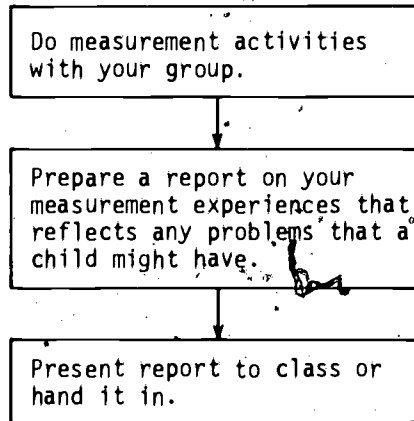 Do measurement activities
with your group.
Prepare a report on your
measurement experiences that
reflects any problems that a
child might have.
Present report to class or
hand it in.